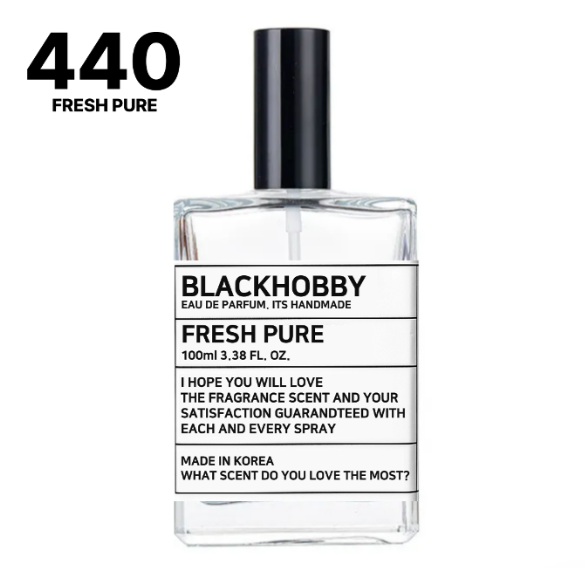 440
FRESH PURE
BLACKHOBBY
EAU DE PARFUM, ITS HANDMADE
FRESH PURE
100ml 3.38 FL. OZ.
I HOPE YOU WILL LOVE
THE FRAGRANCE SCENT AND YOUR
SATISFACTION GUARANDTEED WITH
EACH AND EVERY SPRAY
MADE IN KOREA
WHAT SCENT DO YOU LOVE THE MOST?